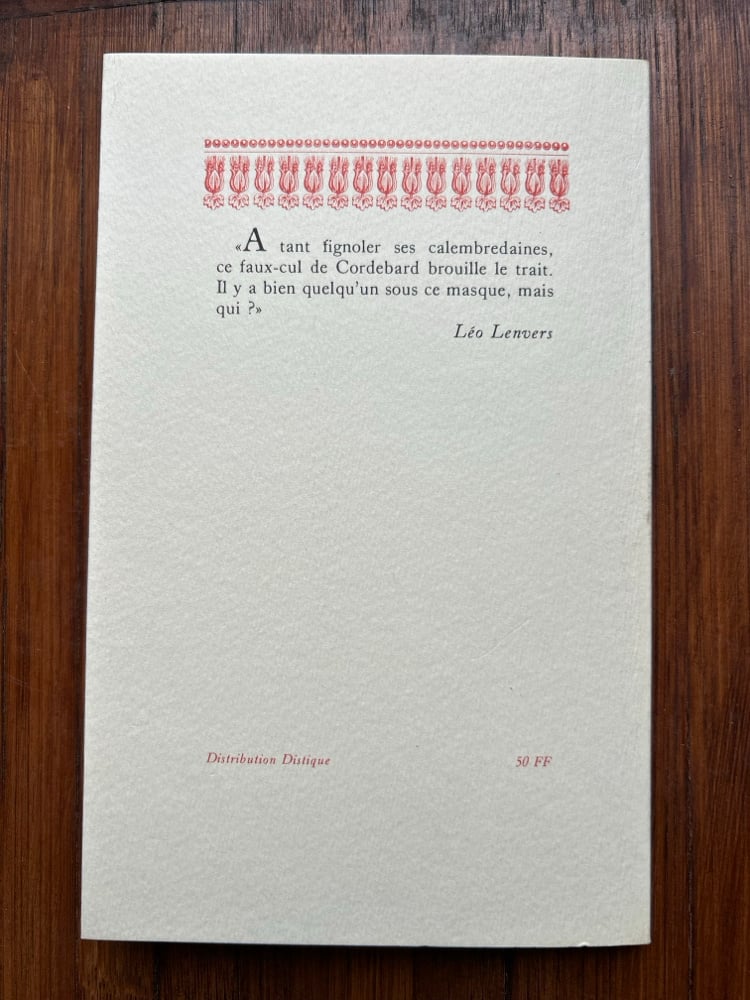 «A tant fignoler ses calembredaines,
ce faux-cul de Cordebard brouille le trait.
Il y a bien quelqu'un sous ce masque, mais
qui ?»
Léo Lenvers
Distribution Distique
50 FF